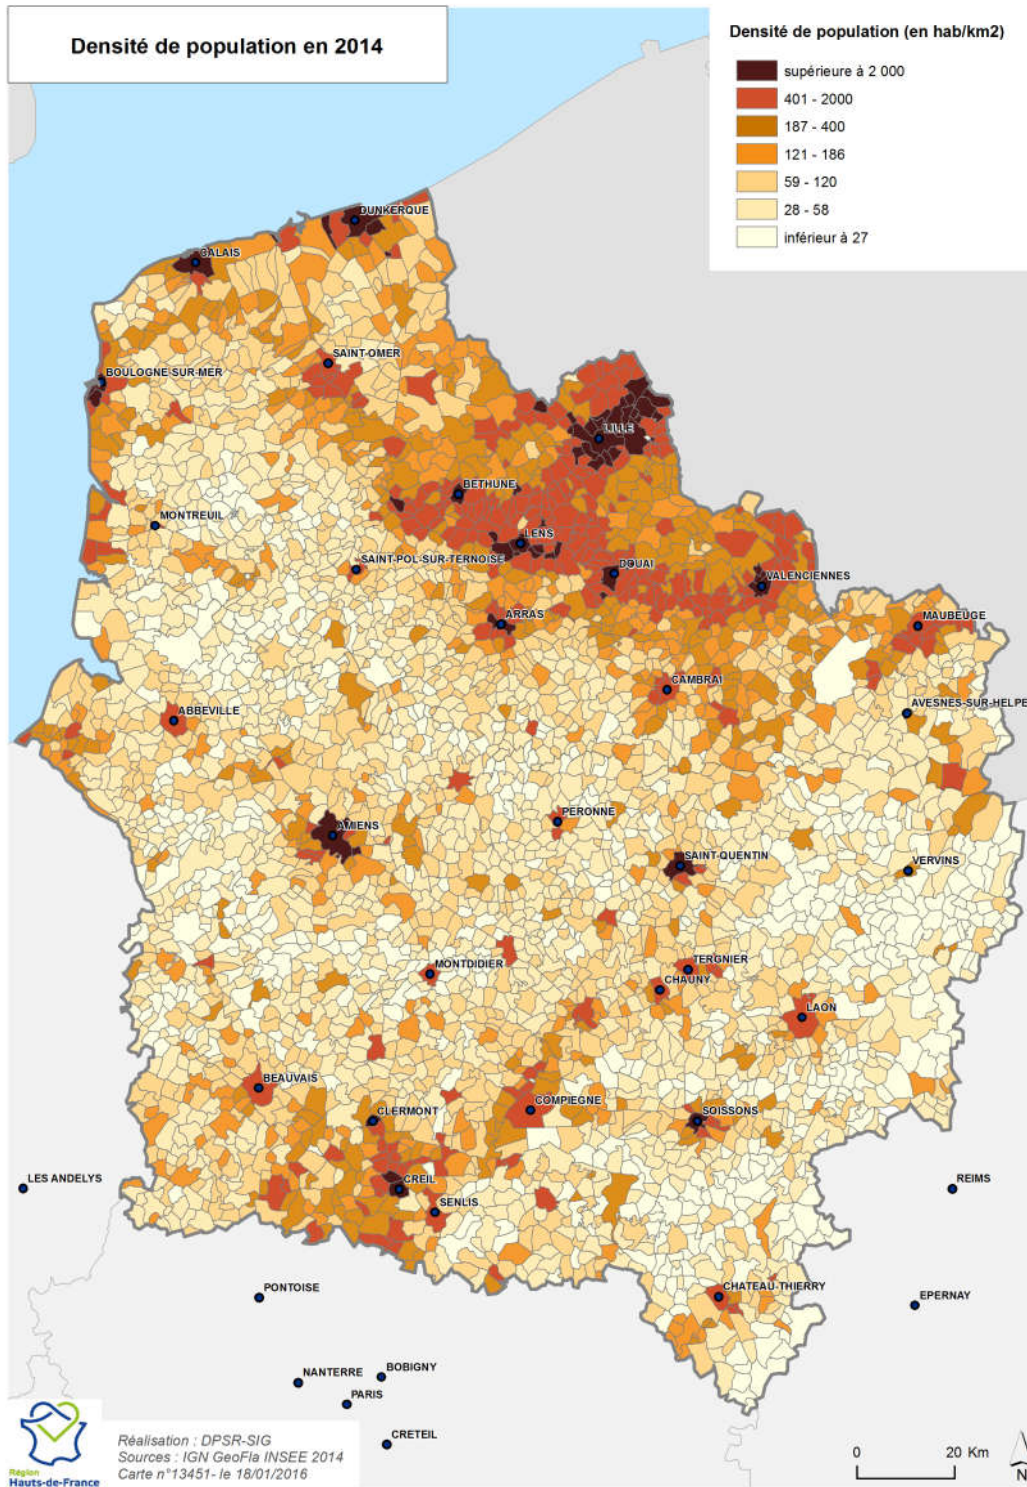 Densité de population en 2014
Densité de population (en hab/km2)
supérieure à 2 000
401 - 2000
187 - 400
121 - 186
59 - 120
28 - 58
inférieur à 27
DUNKERQUE
CALAIS
SAINT-OMER
BOULOGNE-SUR-MER
LILLE
BETHUNE
MONTREUIL
LENS
SAINT-POL-SUR-TERNOISE
DOUAI
VALENCIENNES
ARRAS
MAUBEUGE
CAMBRAI
ABBEVILLE
AVESNES-SUR-HELPE
PERONNE
AMIENS
SAINT-QUENTIN
VERVINS
MONTDIDIER
TERGNIER
CHAUNY
LAON
BEAUVAIS
COMPIEGNE
CLERMONT
SOISSONS
LES ANDELYS
CREIL
REIMS
SENLIS
PONTOISE
CHATEAU-THIERRY
EPERNAY
NANTERRE
BOBIGNY
PARIS
CRETEIL
Région
Hauts-de-France
Réalisation : DPSR-SIG
Sources : IGN GeoFla INSEE 2014
Carte n°13451- le 18/01/2016
0 20 Km
N